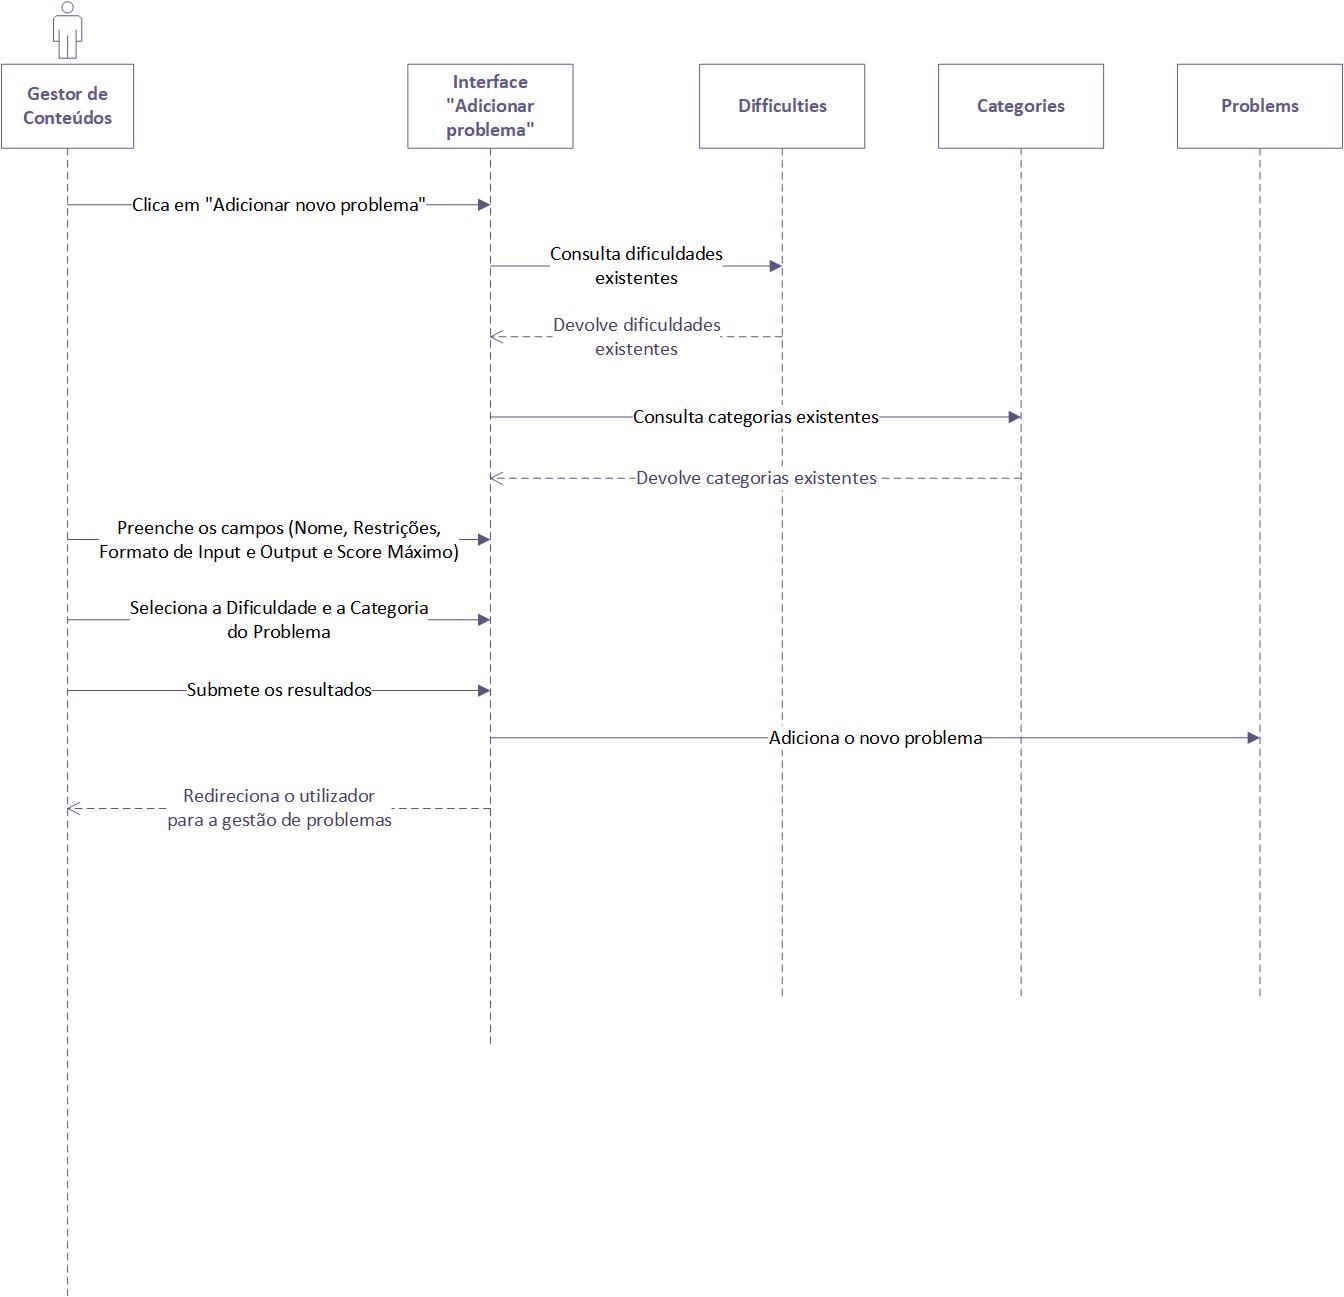 Gestor de
Conteúdos
Interface
"Adicionar
problema"
Difficulties
Categories
Problems
Clica em "Adicionar novo problema"
Consulta dificuldades
existentes
Devolve dificuldades
existentes
Consulta categorias existentes
Devolve categorias existentes
Preenche os campos (Nome, Restrições,
Formato de Input e Output e Score Máximo)
Seleciona a Dificuldade e a Categoria
do Problema
Submete os resultados
Adiciona o novo problema
Redireciona o utilizador
para a gestão de problemas